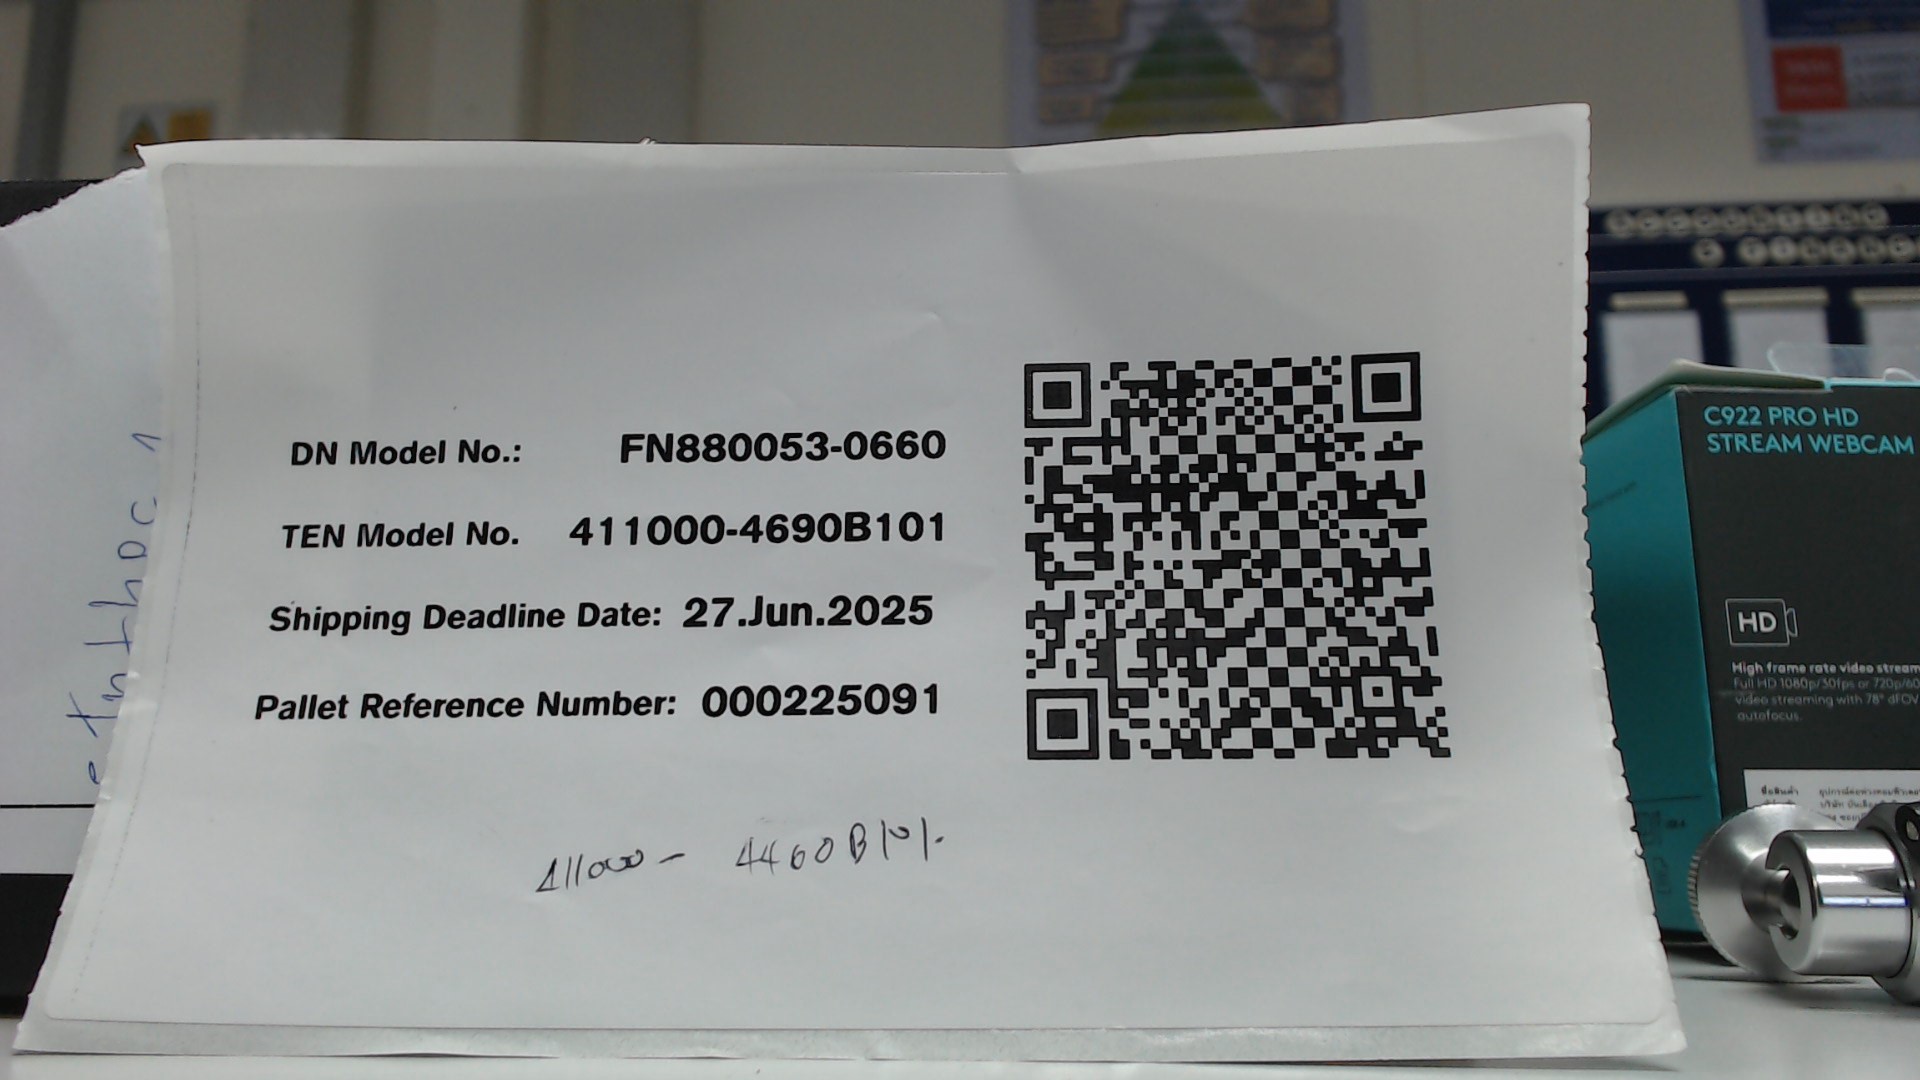 DN Model No.: FN880053-0660
TEN Model No. 411000-4690B101
Shipping Deadline Date: 27.Jun.2025
Pallet Reference Number: 000225091
411000 - 4460B101.
C922 PRO HD
STREAM WEBCAM
HD
High frame rate video stream
Full HD 1080p/30fps or 720p/60
video streaming with 78° dFOV
autofocus.